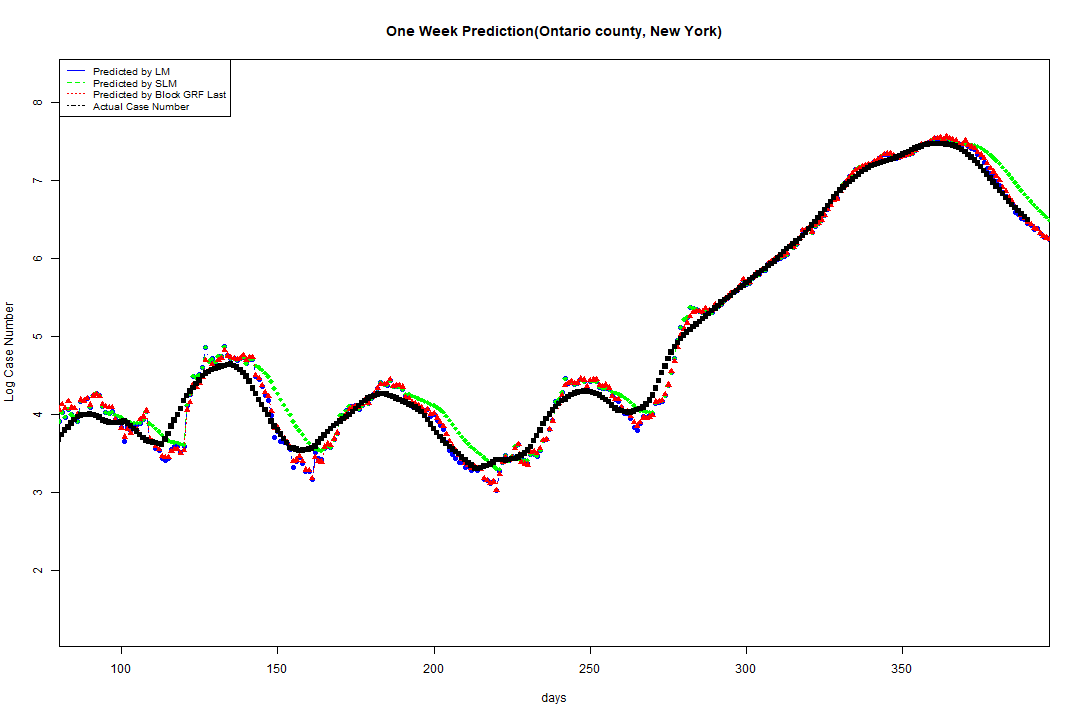 One Week Prediction(Ontario county, New York)
Predicted by LM
Predicted by SLM
Predicted by Block GRF Last
Actual Case Number
8
7
6
5
4
3
2
Log Case Number
100 150 200 250 300 350
days